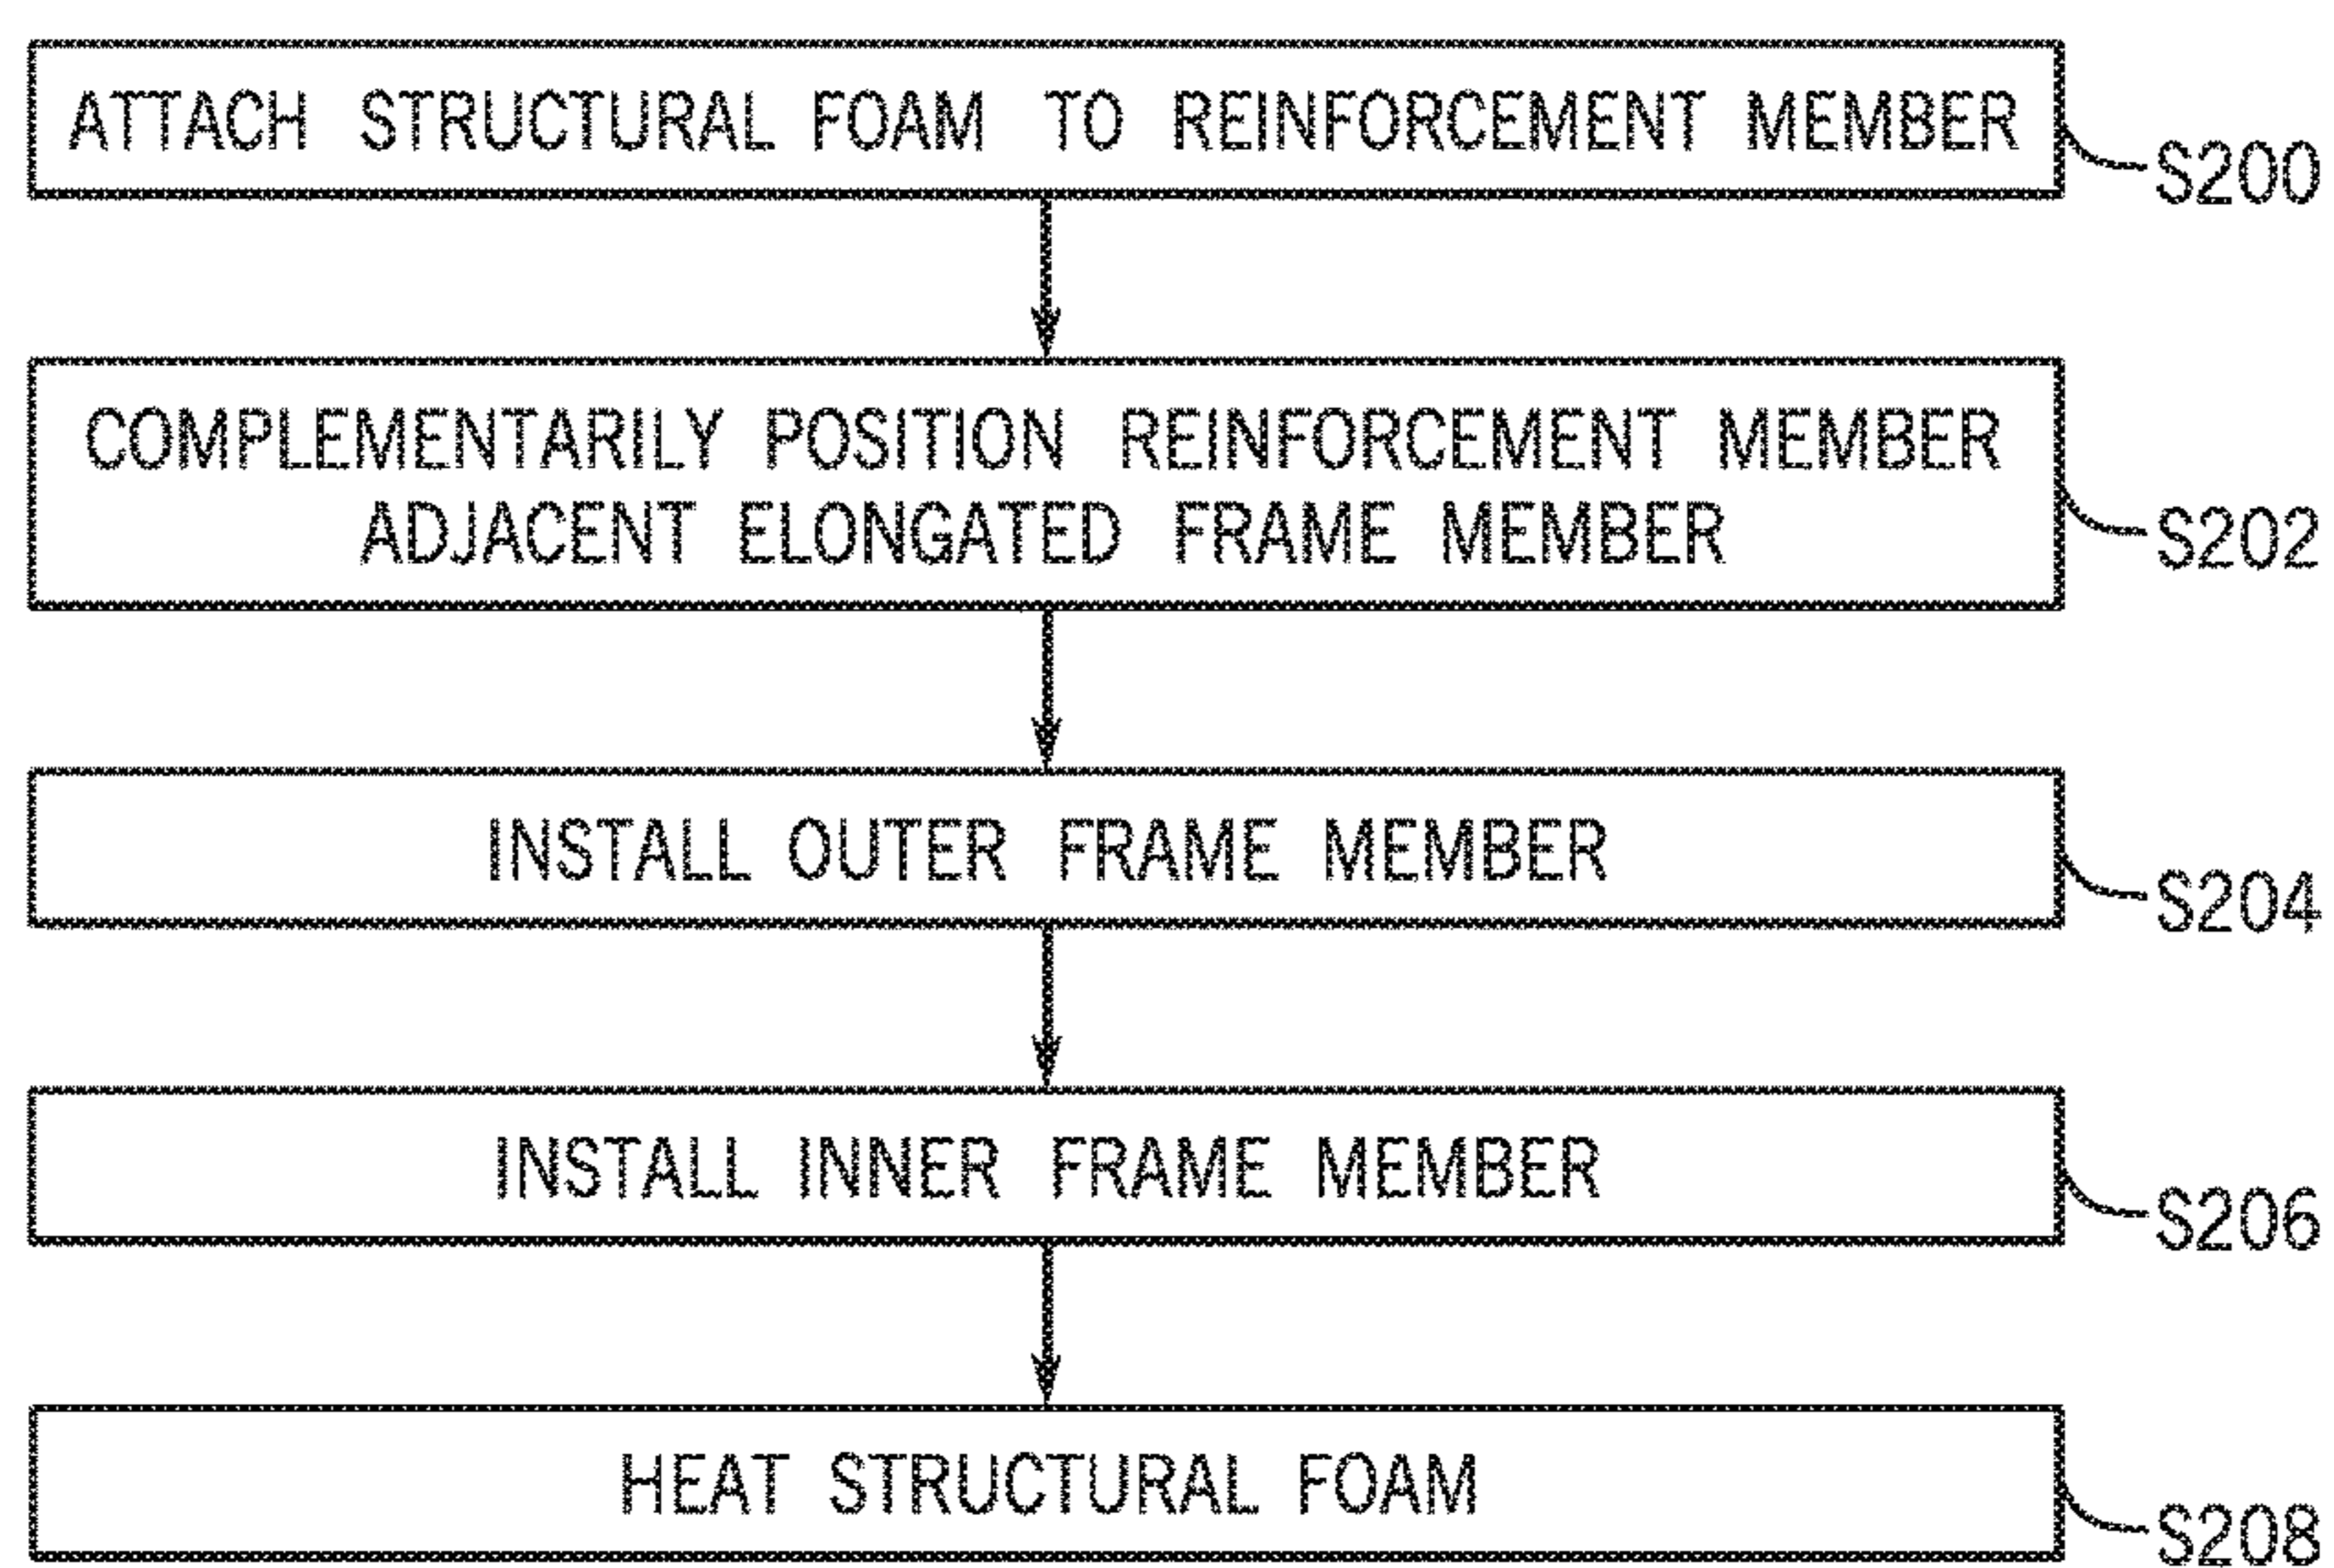 ATTACH STRUCTURAL FOAM TO REINFORCEMENT MEMBER
S200
COMPLEMENTARILY POSITION REINFORCEMENT MEMBER
ADJACENT ELONGATED FRAME MEMBER
S202
INSTALL OUTER FRAME MEMBER
S204
INSTALL INNER FRAME MEMBER
S206
HEAT STRUCTURAL FOAM
S208